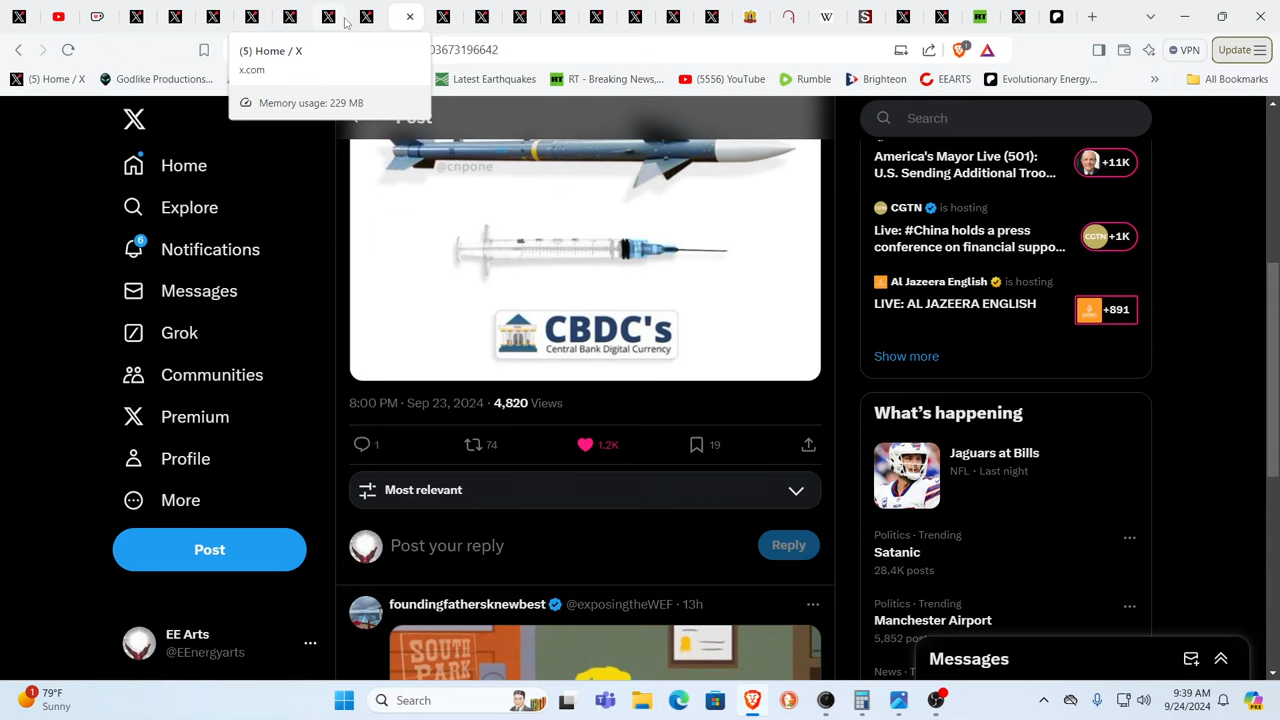 (5) Home / X
x.com
Memory usage: 229 MB
03673196642
VPN
Update
(5) Home / X
Godlike Productions...
Latest Earthquakes
RT - Breaking News,...
(5556) YouTube
Rumble
Brighteon
EEARTS
Evolutionary Energy...
All Bookmarks
Post
Home
Explore
Notifications
6
Messages
Grok
Communities
Premium
Profile
More
Post
EE Arts
@EEnergyarts
@cnpone
CBDC's
Central Bank Digital Currency
8:00 PM · Sep 23, 2024 · 4,820 Views
1
74
1.2K
19
Most relevant
Post your reply
Reply
foundingfathersknewbest @exposingtheWEF · 13h
SOUTH
PARK
Search
America's Mayor Live (501):
U.S. Sending Additional Troo...
+11K
CGTN is hosting
Live: #China holds a press
conference on financial suppo...
CGTN +1K
Al Jazeera English is hosting
LIVE: AL JAZEERA ENGLISH
+891
Show more
What's happening
Jaguars at Bills
NFL · Last night
Politics · Trending
Satanic
28.4K posts
Politics · Trending
Manchester Airport
5,852 po
News · Tre
Messages
1
79°F
Sunny
Search
9:39 AM
9/24/2024